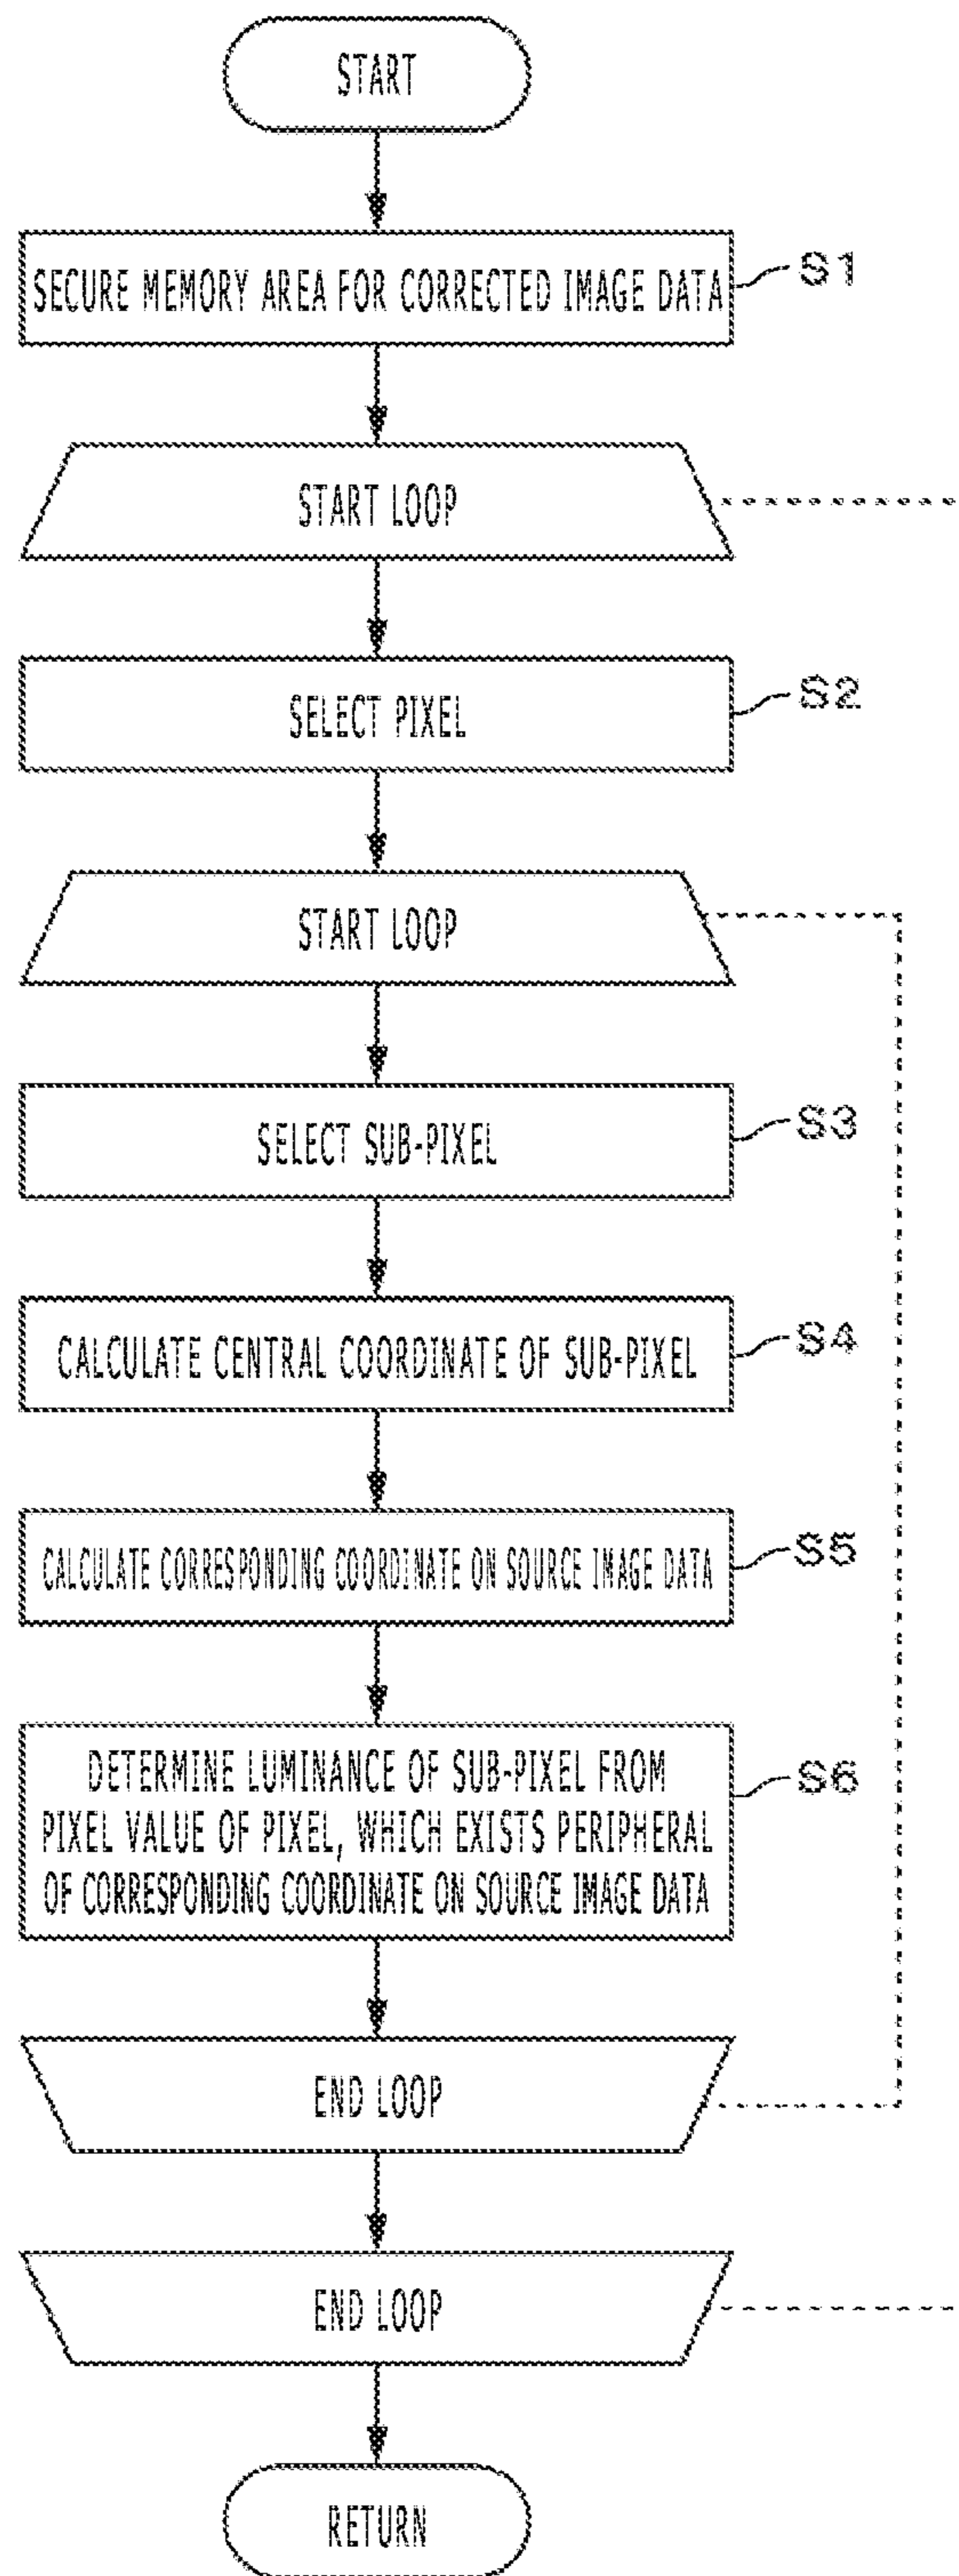 START
SECURE MEMORY AREA FOR CORRECTED IMAGE DATA
S1
START LOOP
SELECT PIXEL
S2
START LOOP
SELECT SUB-PIXEL
S3
CALCULATE CENTRAL COORDINATE OF SUB-PIXEL
S4
CALCULATE CORRESPONDING COORDINATE ON SOURCE IMAGE DATA
S5
DETERMINE LUMINANCE OF SUB-PIXEL FROM
PIXEL VALUE OF PIXEL, WHICH EXISTS PERIPHERAL
OF CORRESPONDING COORDINATE ON SOURCE IMAGE DATA
S6
END LOOP
END LOOP
RETURN